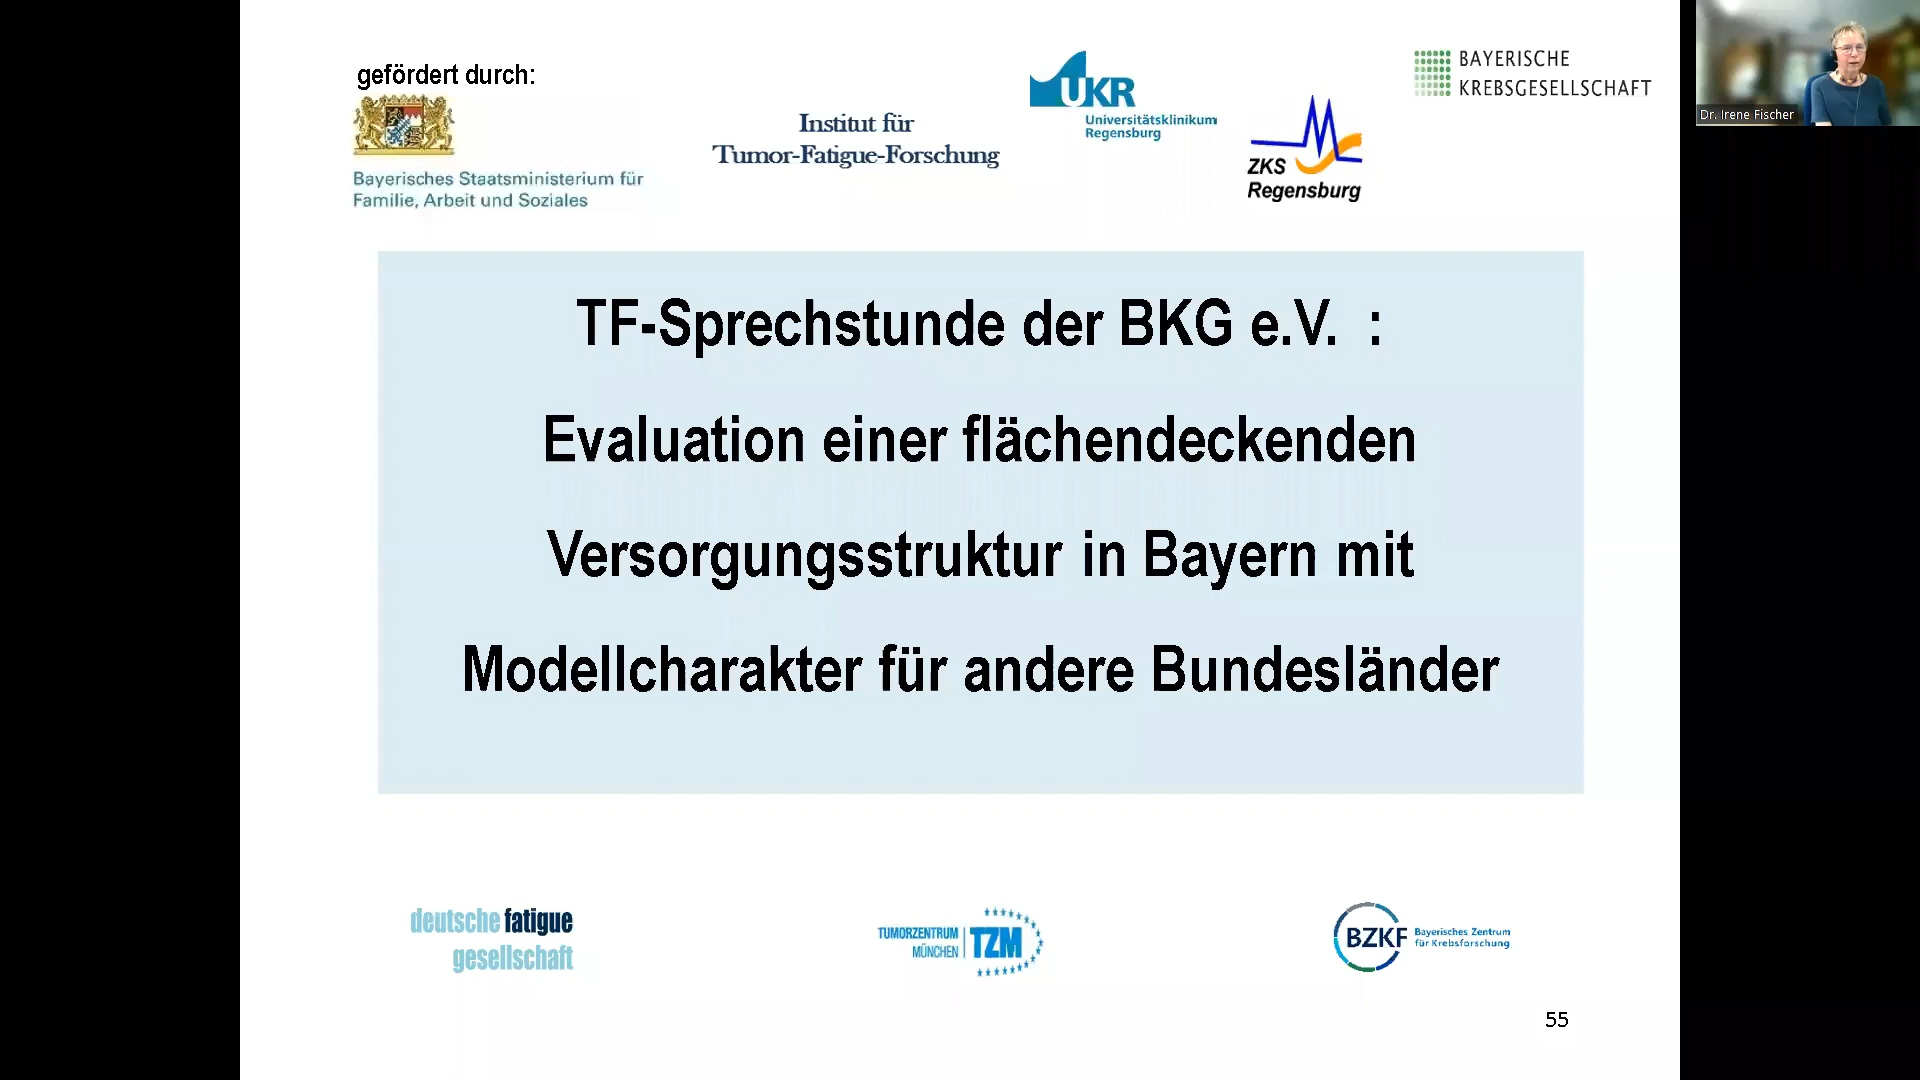 gefördert durch:
Bayerisches Staatsministerium für
Familie, Arbeit und Soziales
Institut für
Tumor-Fatigue-Forschung
UKR
Universitätsklinikum
Regensburg
ZKS
Regensburg
BAYERISCHE
KREBSGESELLSCHAFT
Dr. Irene Fischer
TF-Sprechstunde der BKG e.V. :
Evaluation einer flächendeckenden
Versorgungsstruktur in Bayern mit
Modellcharakter für andere Bundesländer
deutsche fatigue
gesellschaft
TUMORZENTRUM
MÜNCHEN
TZM
BZKF
Bayerisches Zentrum
für Krebsforschung
55